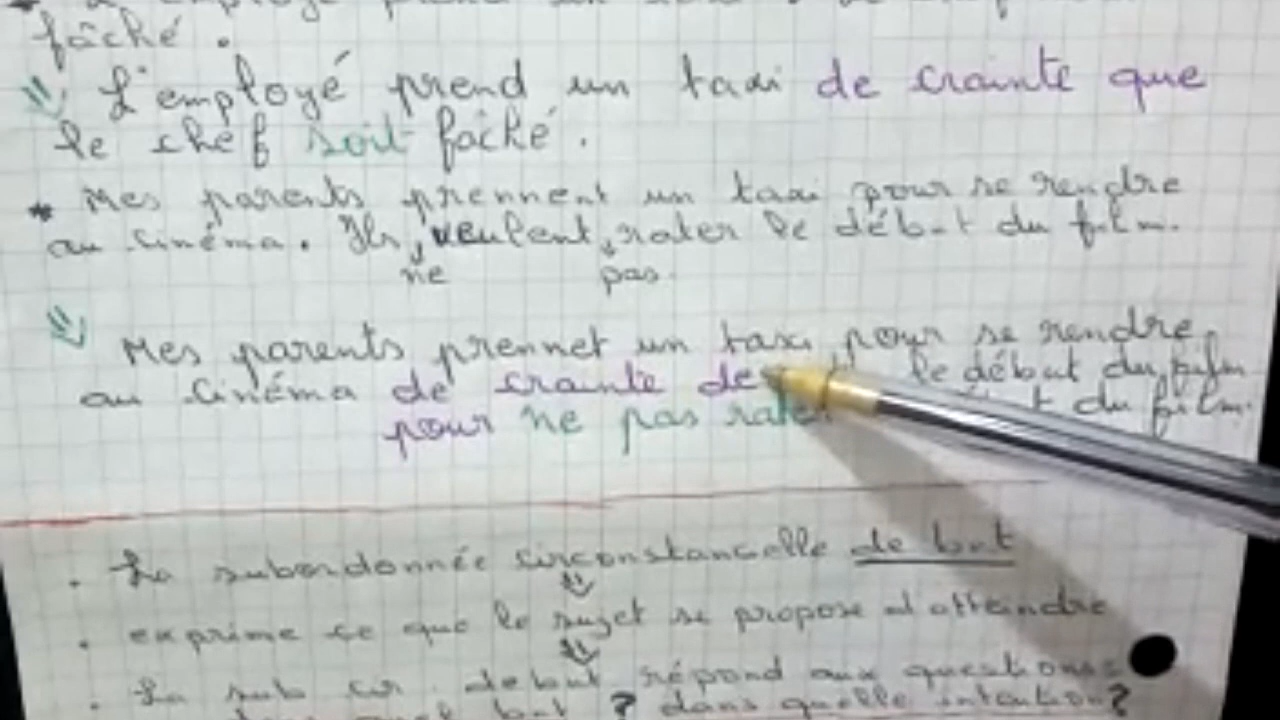 fâché.
L'employé prend un taxi de crainte que
le chef soit fâché.
* Mes parents prennent un taxi pour se rendre
au cinéma. Ils veulent rater le début du film.
ne pas
Mes parents prennet un taxi pour se rendre
au cinéma de crainte de le début du film
pour ne pas rater du film.
. La subordonnée circonstancielle de but
. exprime ce que le sujet se propose d'atteindre
. La sub cir de but répond aux questions
but ? dans quelle intention?